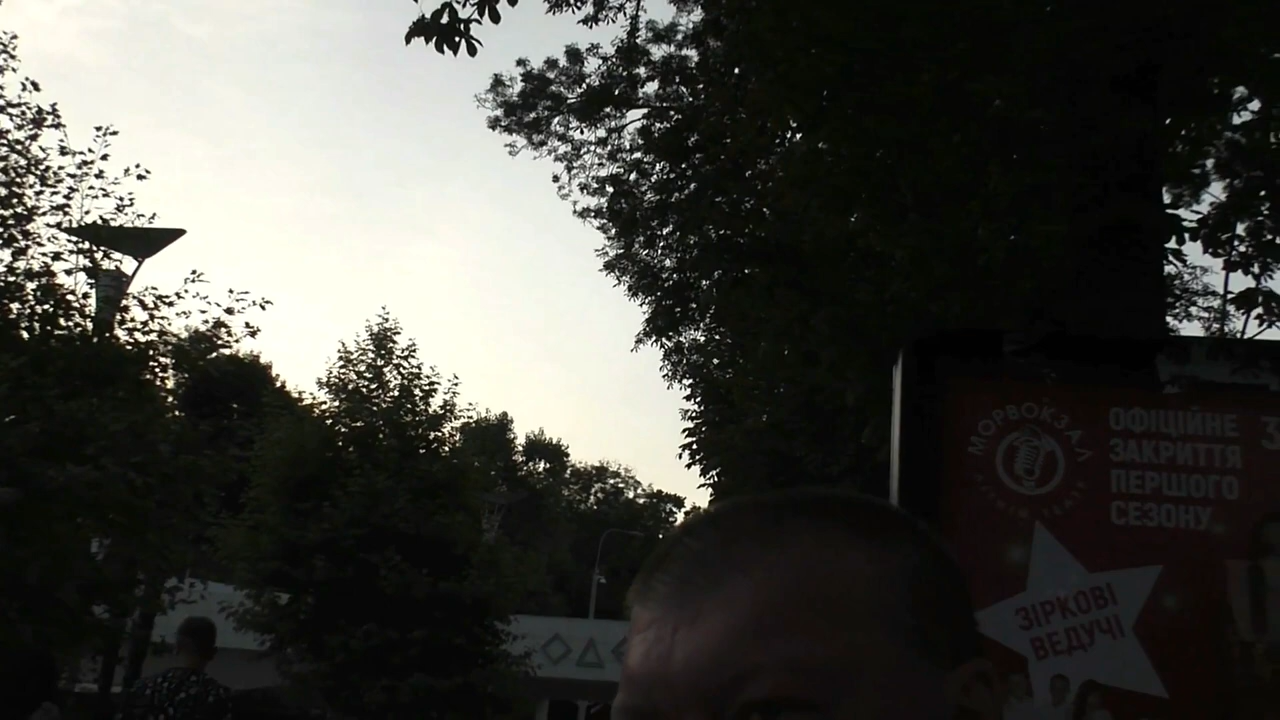 МОРВОКЗАЛ
ОФІЦІЙНЕ
ЗАКРИТТЯ
ПЕРШОГО
СЕЗОНУ
ЗІРКОВІ
ВЕДУЧІ